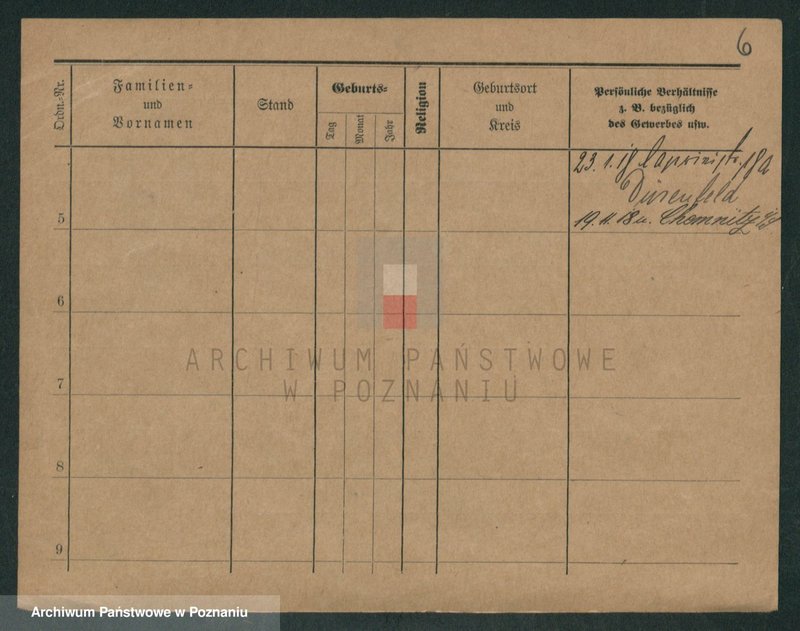 6
Ordn.-Nr.
Familien-
und
Vornamen
Stand
Geburts-
Tag
Monat
Jahr
Religion
Geburtsort
und
Kreis
Persönliche Verhältnisse
z. B. bezüglich
des Gewerbes usw.
23. 1. 18 18a
Dürenfeld
5
19. 11. 18 u. Chemnitz
6
ARCHIWUM PAŃSTWOWE
W POZNANIU
7
8
9
Archiwum Państwowe w Poznaniu